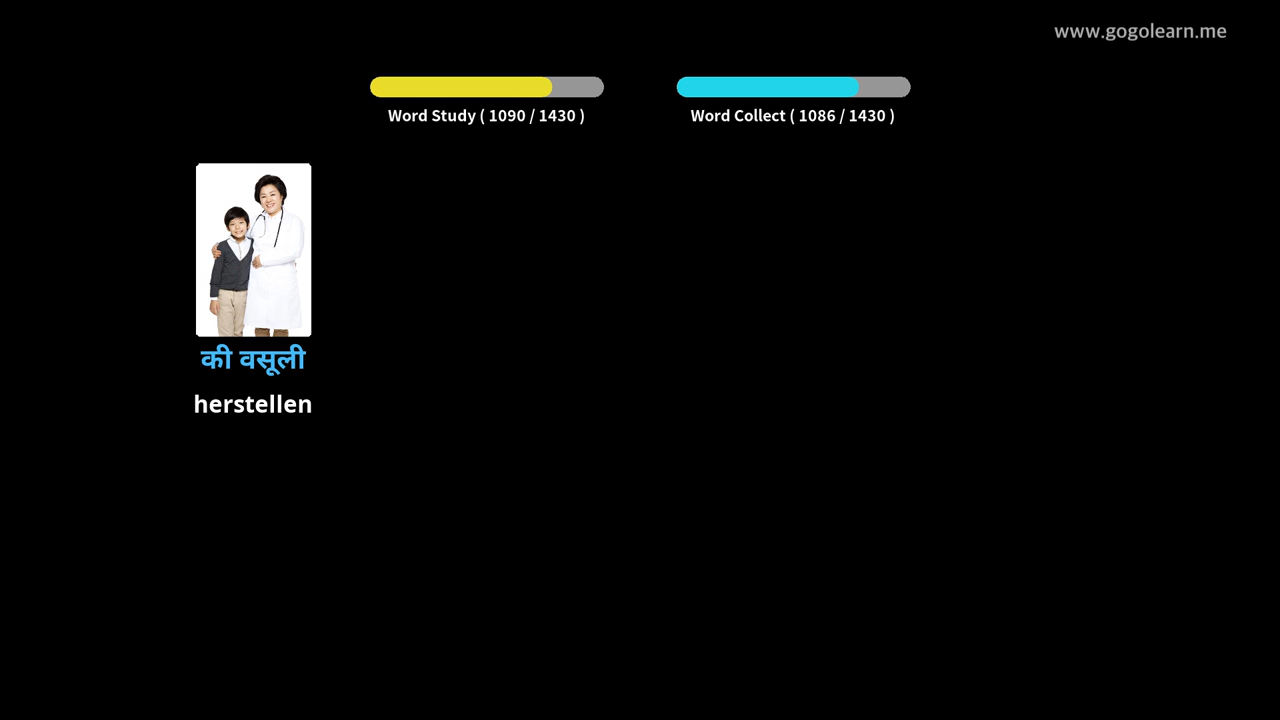 www.gogolearn.me
Word Study ( 1090 / 1430 )
Word Collect ( 1086 / 1430 )
की वसूली
herstellen